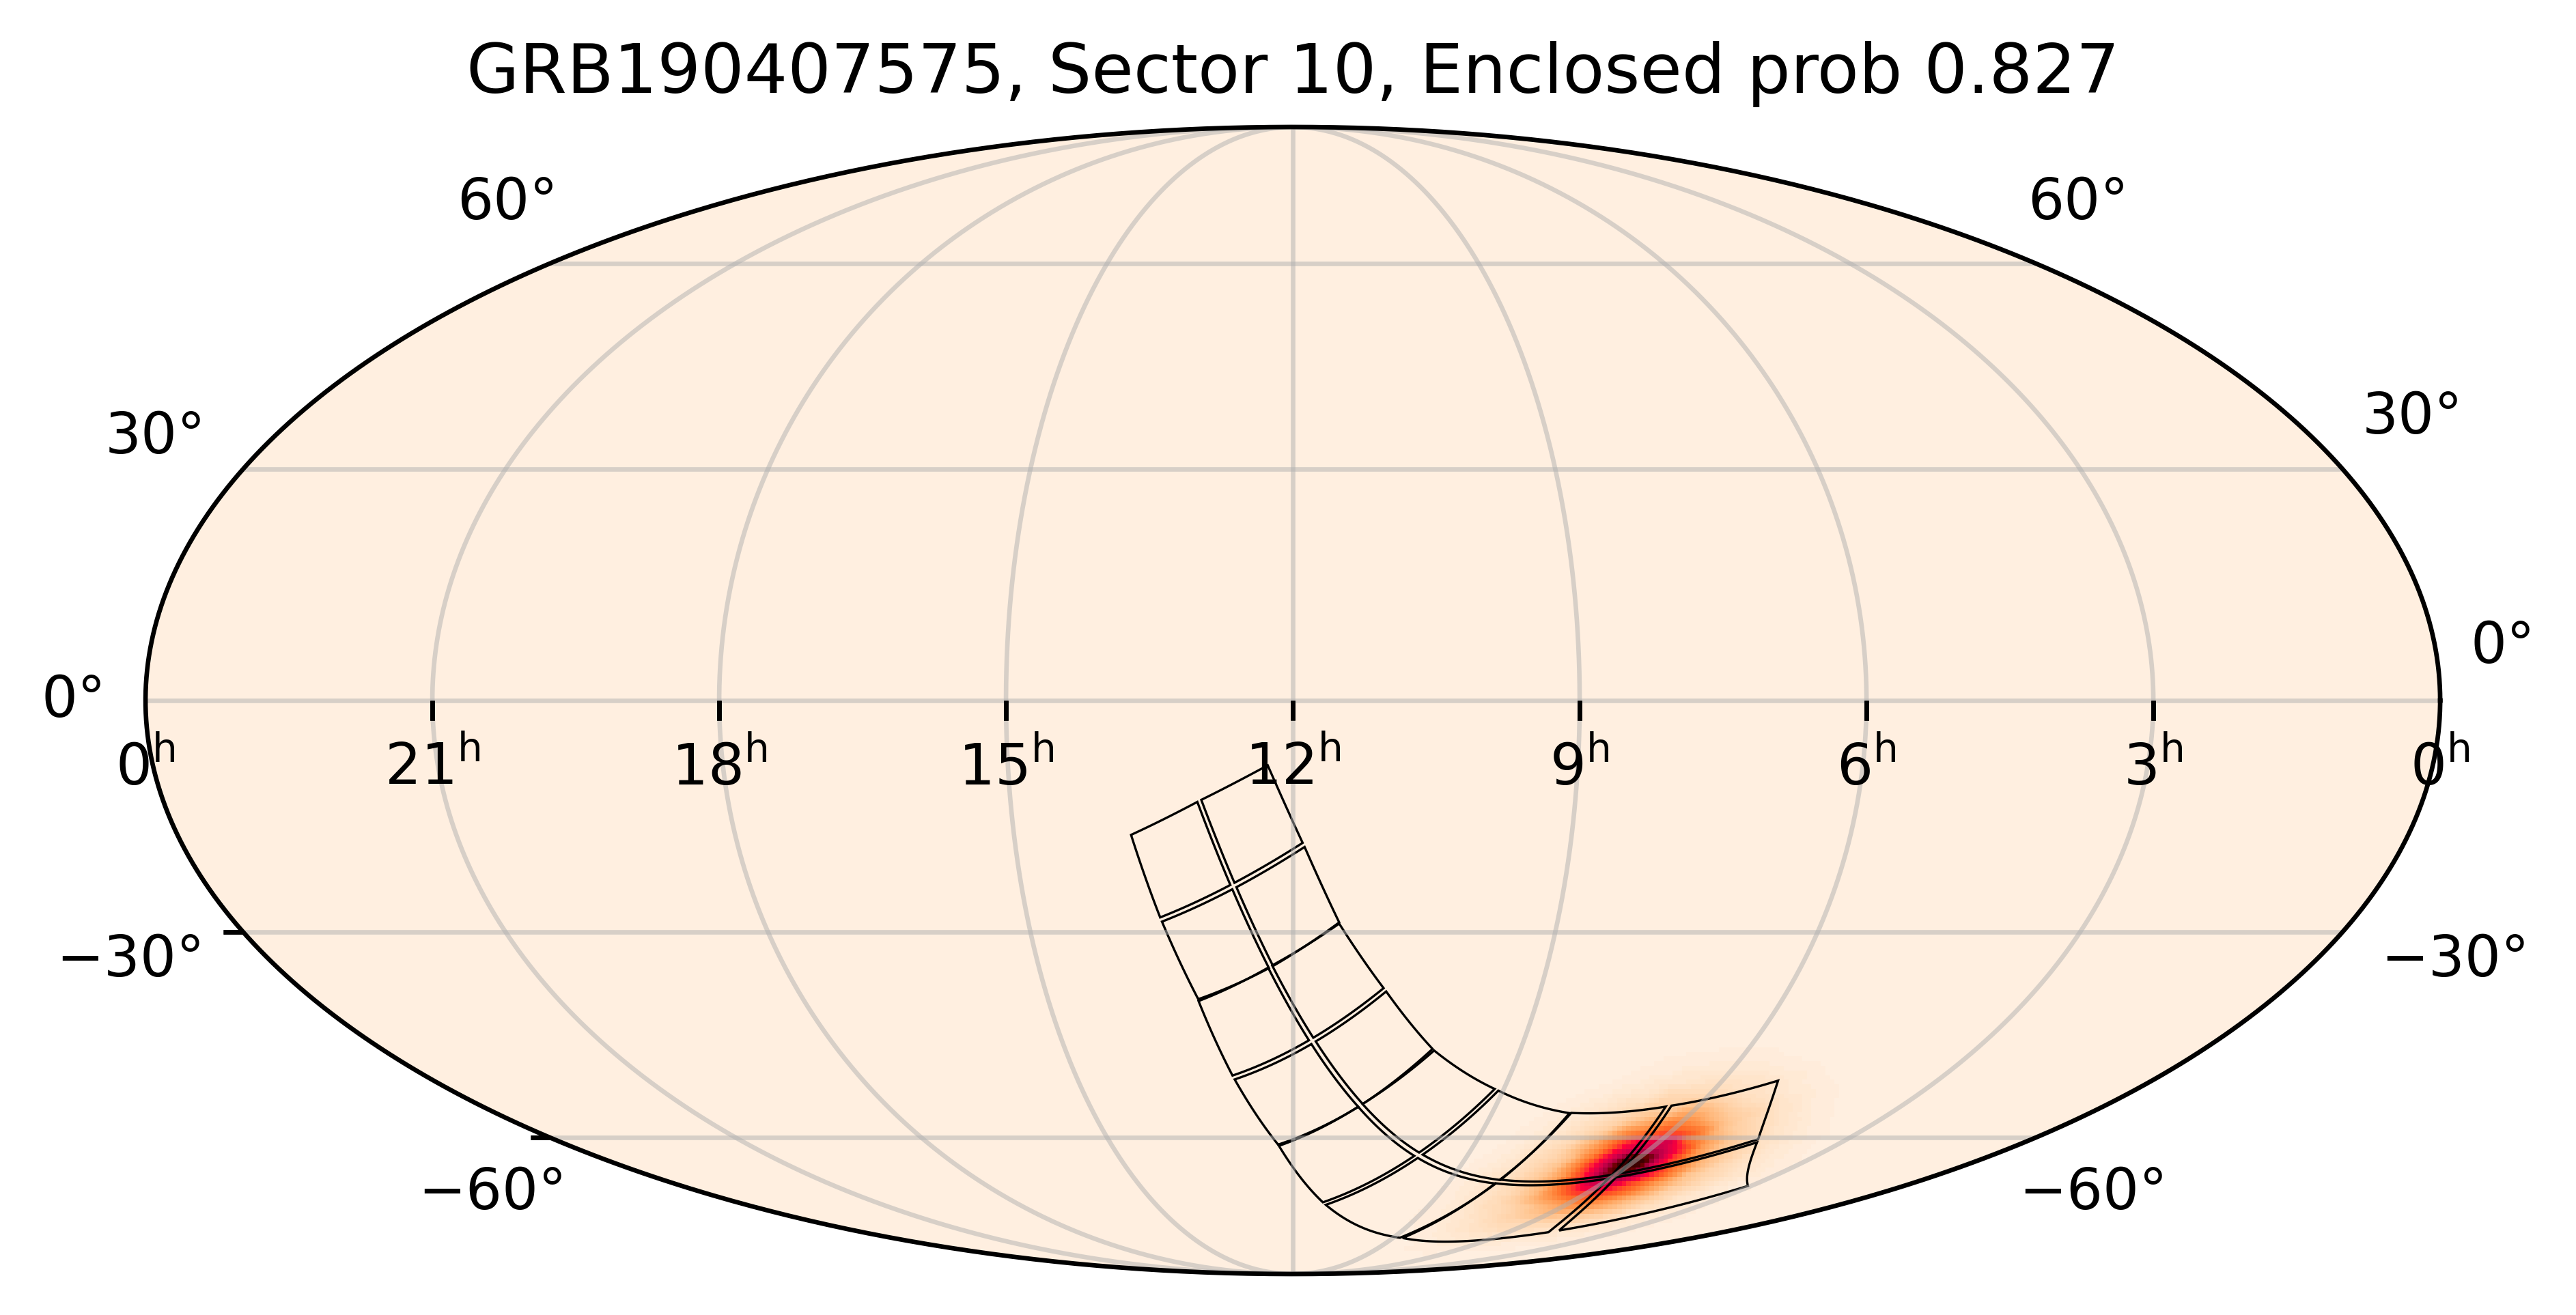 GRB190407575, Sector 10, Enclosed prob 0.827
60° 60°
30° 30°
0° 0°
0ʰ 21ʰ 18ʰ 15ʰ 12ʰ 9ʰ 6ʰ 3ʰ 0ʰ
−30° −30°
−60° −60°